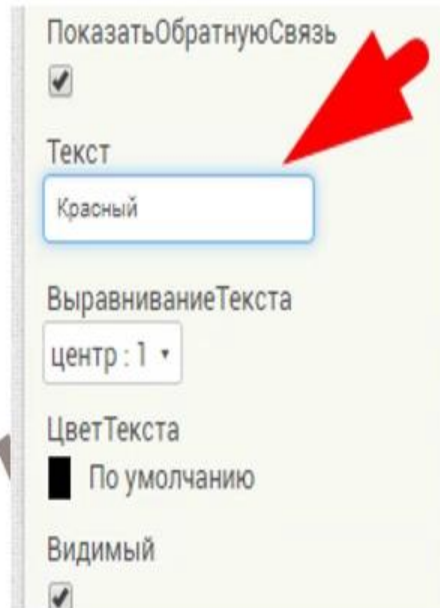 ПоказатьОбратнуюСвязь
Текст
Красный
ВыравниваниеТекста
центр : 1
ЦветТекста
По умолчанию
Видимый